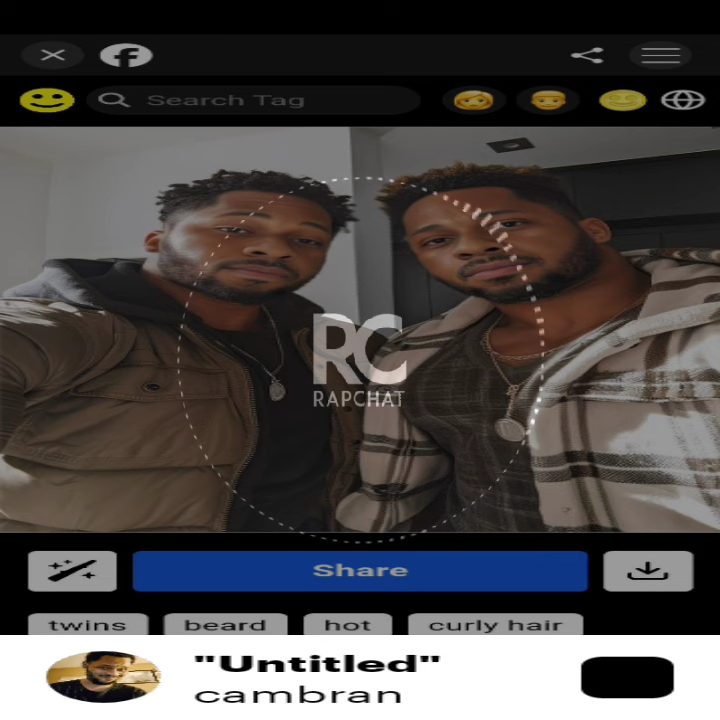 Search Tag
RC
RAPCHAT
Share
twins beard hot curly hair
"Untitled"
cambran